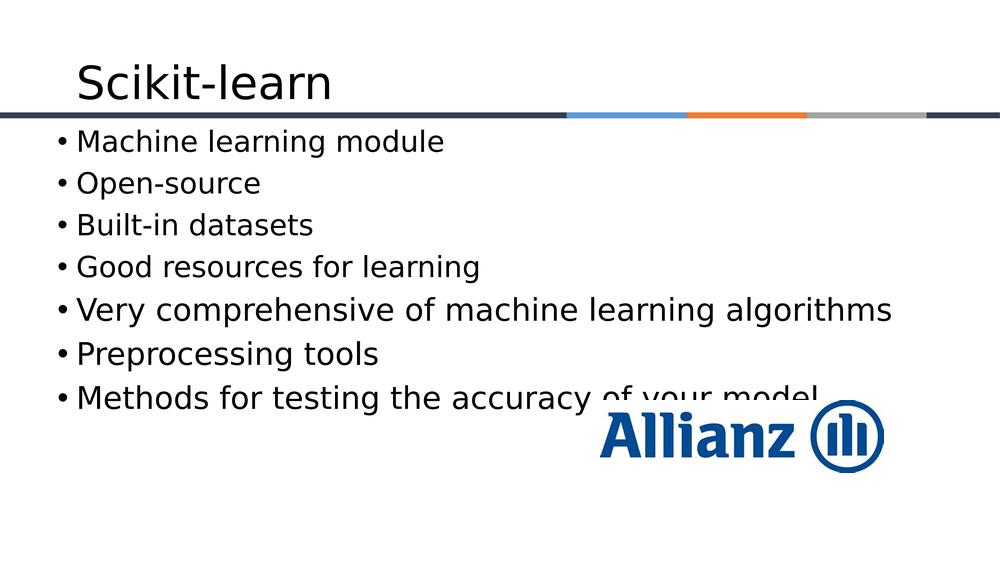 Scikit-learn
• Machine learning module
• Open-source
• Built-in datasets
• Good resources for learning
• Very comprehensive of machine learning algorithms
• Preprocessing tools
• Methods for testing the accuracy of your model
Allianz